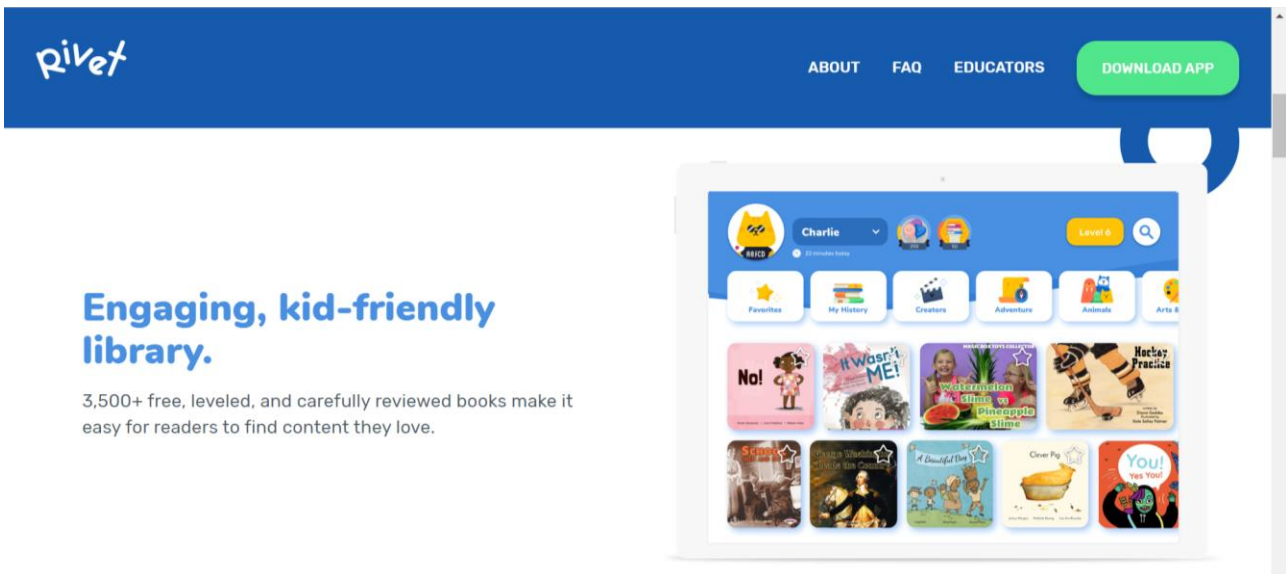 Rivet
ABOUT FAQ EDUCATORS DOWNLOAD APP
Engaging, kid-friendly
library.
3,500+ free, leveled, and carefully reviewed books make it
easy for readers to find content they love.
Charlie
Level 6
Favorites My History Creators Adventure Animals Arts &
No!
It Wasn't
ME!
Watermelon
Slime vs
Pineapple
Slime
Hockey
Practice
A Beautiful Day
Clever Pig
You!
Yes You!